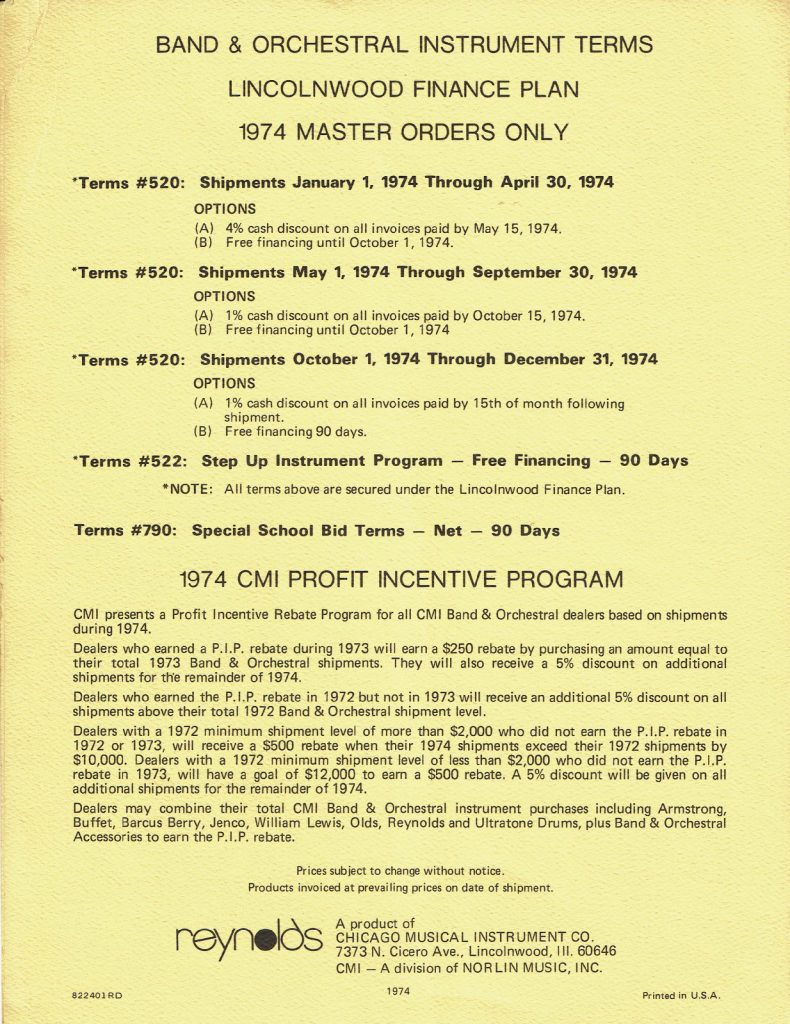 BAND & ORCHESTRAL INSTRUMENT TERMS
LINCOLNWOOD FINANCE PLAN
1974 MASTER ORDERS ONLY
*Terms #520: Shipments January 1, 1974 Through April 30, 1974
OPTIONS
(A) 4% cash discount on all invoices paid by May 15, 1974.
(B) Free financing until October 1, 1974.
*Terms #520: Shipments May 1, 1974 Through September 30, 1974
OPTIONS
(A) 1% cash discount on all invoices paid by October 15, 1974.
(B) Free financing until October 1, 1974
*Terms #520: Shipments October 1, 1974 Through December 31, 1974
OPTIONS
(A) 1% cash discount on all invoices paid by 15th of month following
shipment.
(B) Free financing 90 days.
*Terms #522: Step Up Instrument Program — Free Financing — 90 Days
*NOTE: All terms above are secured under the Lincolnwood Finance Plan.
Terms #790: Special School Bid Terms — Net — 90 Days
1974 CMI PROFIT INCENTIVE PROGRAM
CMI presents a Profit Incentive Rebate Program for all CMI Band & Orchestral dealers based on shipments
during 1974.
Dealers who earned a P.I.P. rebate during 1973 will earn a $250 rebate by purchasing an amount equal to
their total 1973 Band & Orchestral shipments. They will also receive a 5% discount on additional
shipments for the remainder of 1974.
Dealers who earned the P.I.P. rebate in 1972 but not in 1973 will receive an additional 5% discount on all
shipments above their total 1972 Band & Orchestral shipment level.
Dealers with a 1972 minimum shipment level of more than $2,000 who did not earn the P.I.P. rebate in
1972 or 1973, will receive a $500 rebate when their 1974 shipments exceed their 1972 shipments by
$10,000. Dealers with a 1972 minimum shipment level of less than $2,000 who did not earn the P.I.P.
rebate in 1973, will have a goal of $12,000 to earn a $500 rebate. A 5% discount will be given on all
additional shipments for the remainder of 1974.
Dealers may combine their total CMI Band & Orchestral instrument purchases including Armstrong,
Buffet, Barcus Berry, Jenco, William Lewis, Olds, Reynolds and Ultratone Drums, plus Band & Orchestral
Accessories to earn the P.I.P. rebate.
Prices subject to change without notice.
Products invoiced at prevailing prices on date of shipment.
reynolds
A product of
CHICAGO MUSICAL INSTRUMENT CO.
7373 N. Cicero Ave., Lincolnwood, Ill. 60646
CMI — A division of NORLIN MUSIC, INC.
822401RD
1974
Printed in U.S.A.